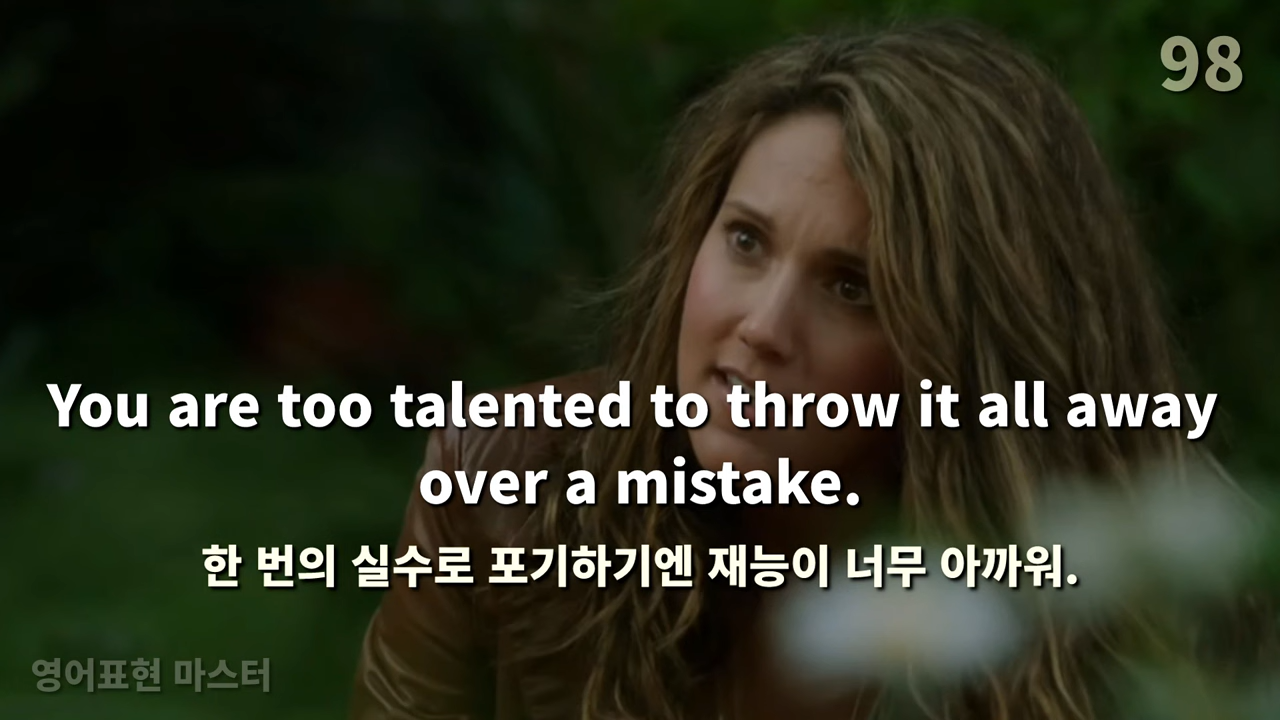 98
You are too talented to throw it all away
over a mistake.
한 번의 실수로 포기하기엔 재능이 너무 아까워.
영어표현 마스터